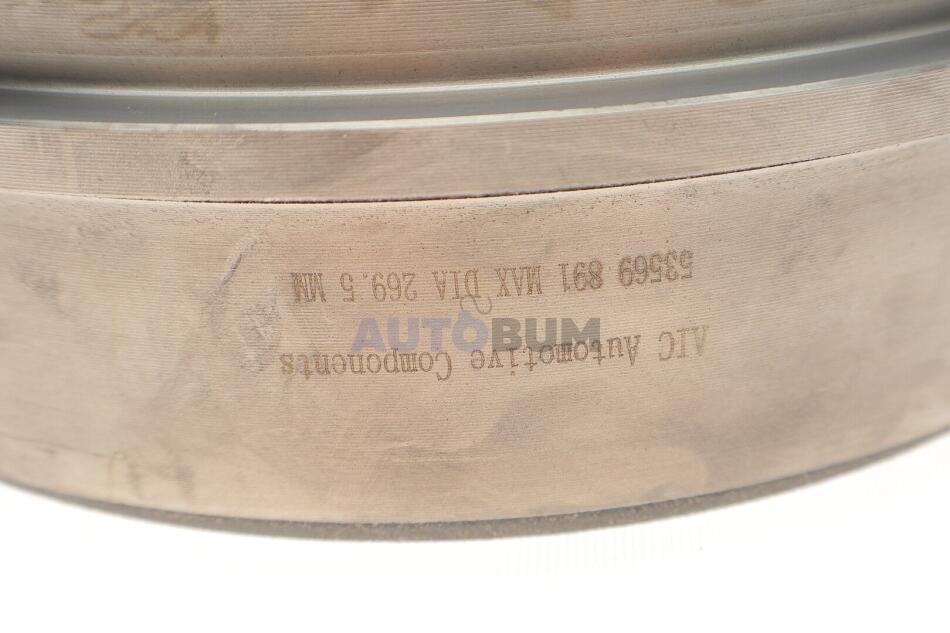 AIC Automotive Components
53569 891 MAX DIA 269.5 MM
AUTOBUM